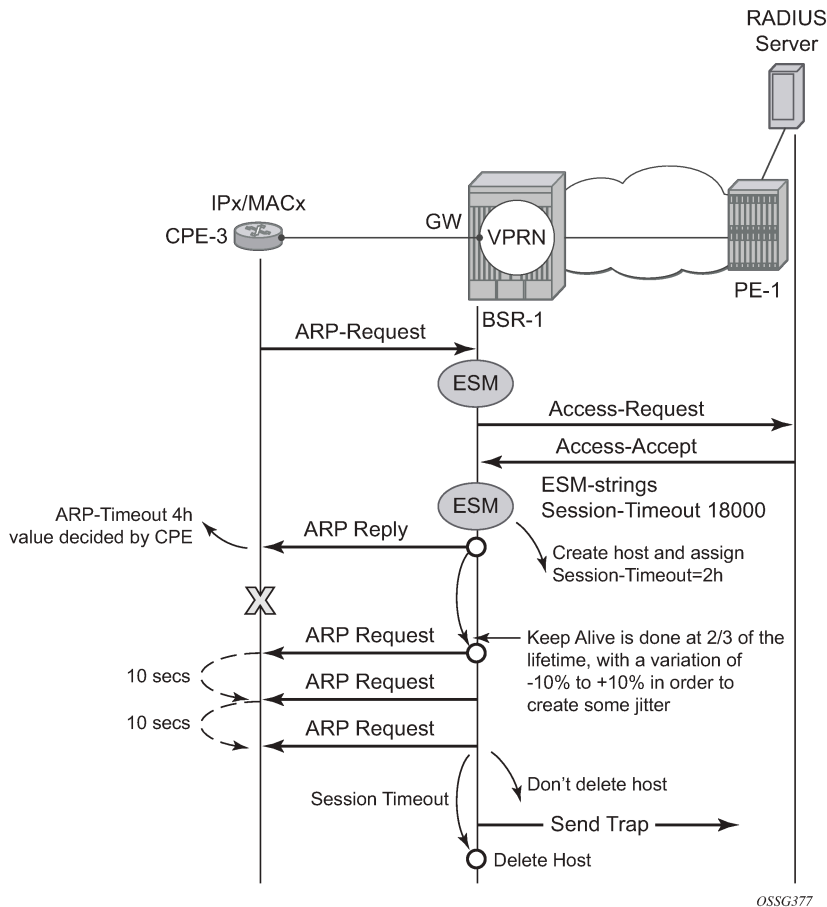 RADIUS
Server
IPx/MACx
CPE-3
GW
VPRN
PE-1
BSR-1
ARP-Request
ESM
Access-Request
Access-Accept
ESM
ESM-strings
Session-Timeout 18000
ARP-Timeout 4h
value decided by CPE
ARP Reply
Create host and assign
Session-Timeout=2h
X
ARP Request
Keep Alive is done at 2/3 of the
lifetime, with a variation of
-10% to +10% in order to
create some jitter
10 secs
ARP Request
10 secs
ARP Request
Don't delete host
Session Timeout
Send Trap
Delete Host
OSSG377